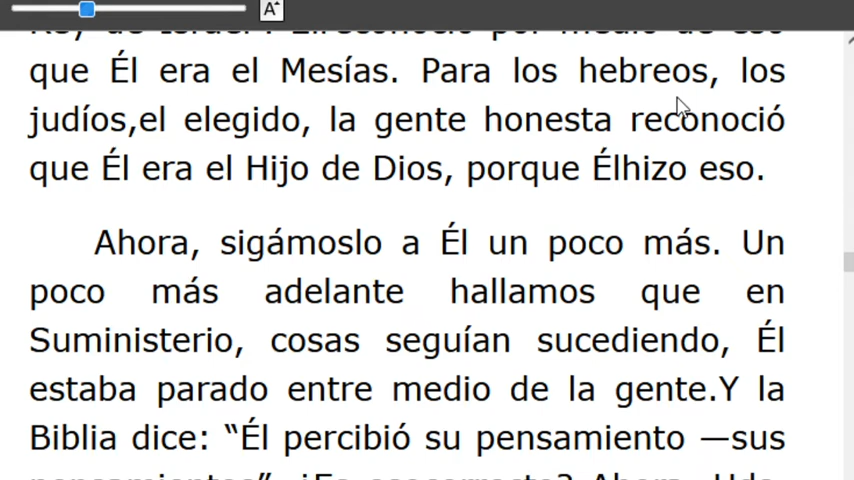 que Él era el Mesías. Para los hebreos, los
judíos,el elegido, la gente honesta reconoció
que Él era el Hijo de Dios, porque Élhizo eso.
Ahora, sigámoslo a Él un poco más. Un
poco más adelante hallamos que en
Suministerio, cosas seguían sucediendo, Él
estaba parado entre medio de la gente.Y la
Biblia dice: “Él percibió su pensamiento —sus